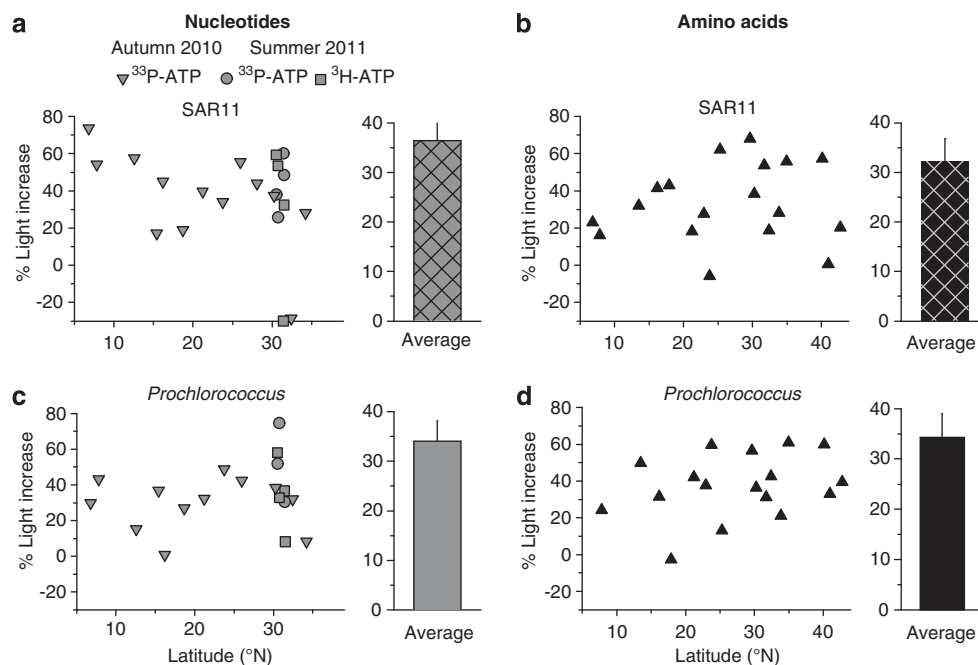 a Nucleotides
Autumn 2010 Summer 2011
³³P-ATP ³³P-ATP ³H-ATP
SAR11
% Light increase
80
60
40
20
0
-20
10 20 30
40
30
20
10
0
Average
b Amino acids
SAR11
% Light increase
80
60
40
20
0
-20
10 20 30 40
40
30
20
10
0
Average
c Prochlorococcus
% Light increase
80
60
40
20
0
-20
10 20 30
Latitude (°N)
40
30
20
10
0
Average
d Prochlorococcus
% Light increase
80
60
40
20
0
-20
10 20 30 40
Latitude (°N)
40
30
20
10
0
Average